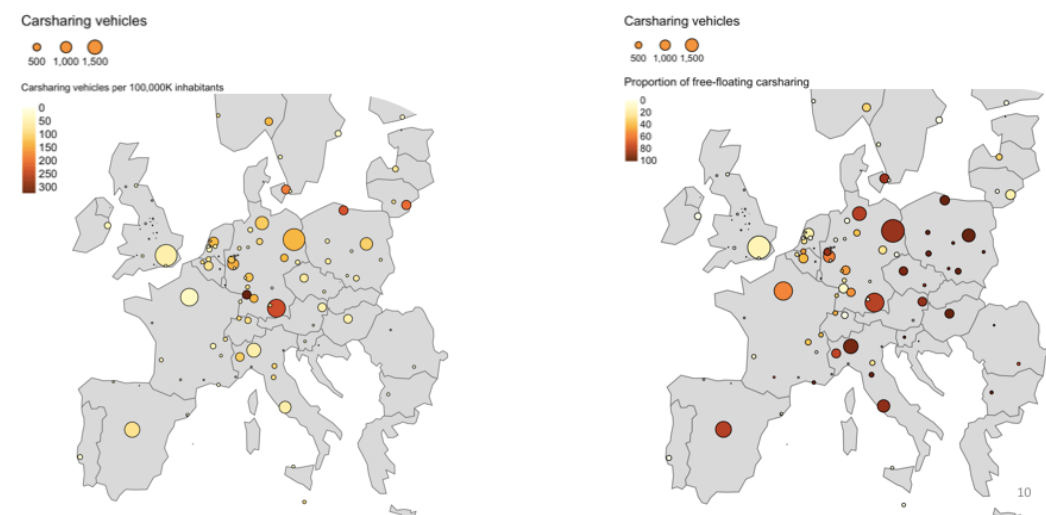 Carsharing vehicles
500 1,000 1,500
Carsharing vehicles per 100,000K inhabitants
0
50
100
150
200
250
300
Carsharing vehicles
500 1,000 1,500
Proportion of free-floating carsharing
0
20
40
60
80
100
10